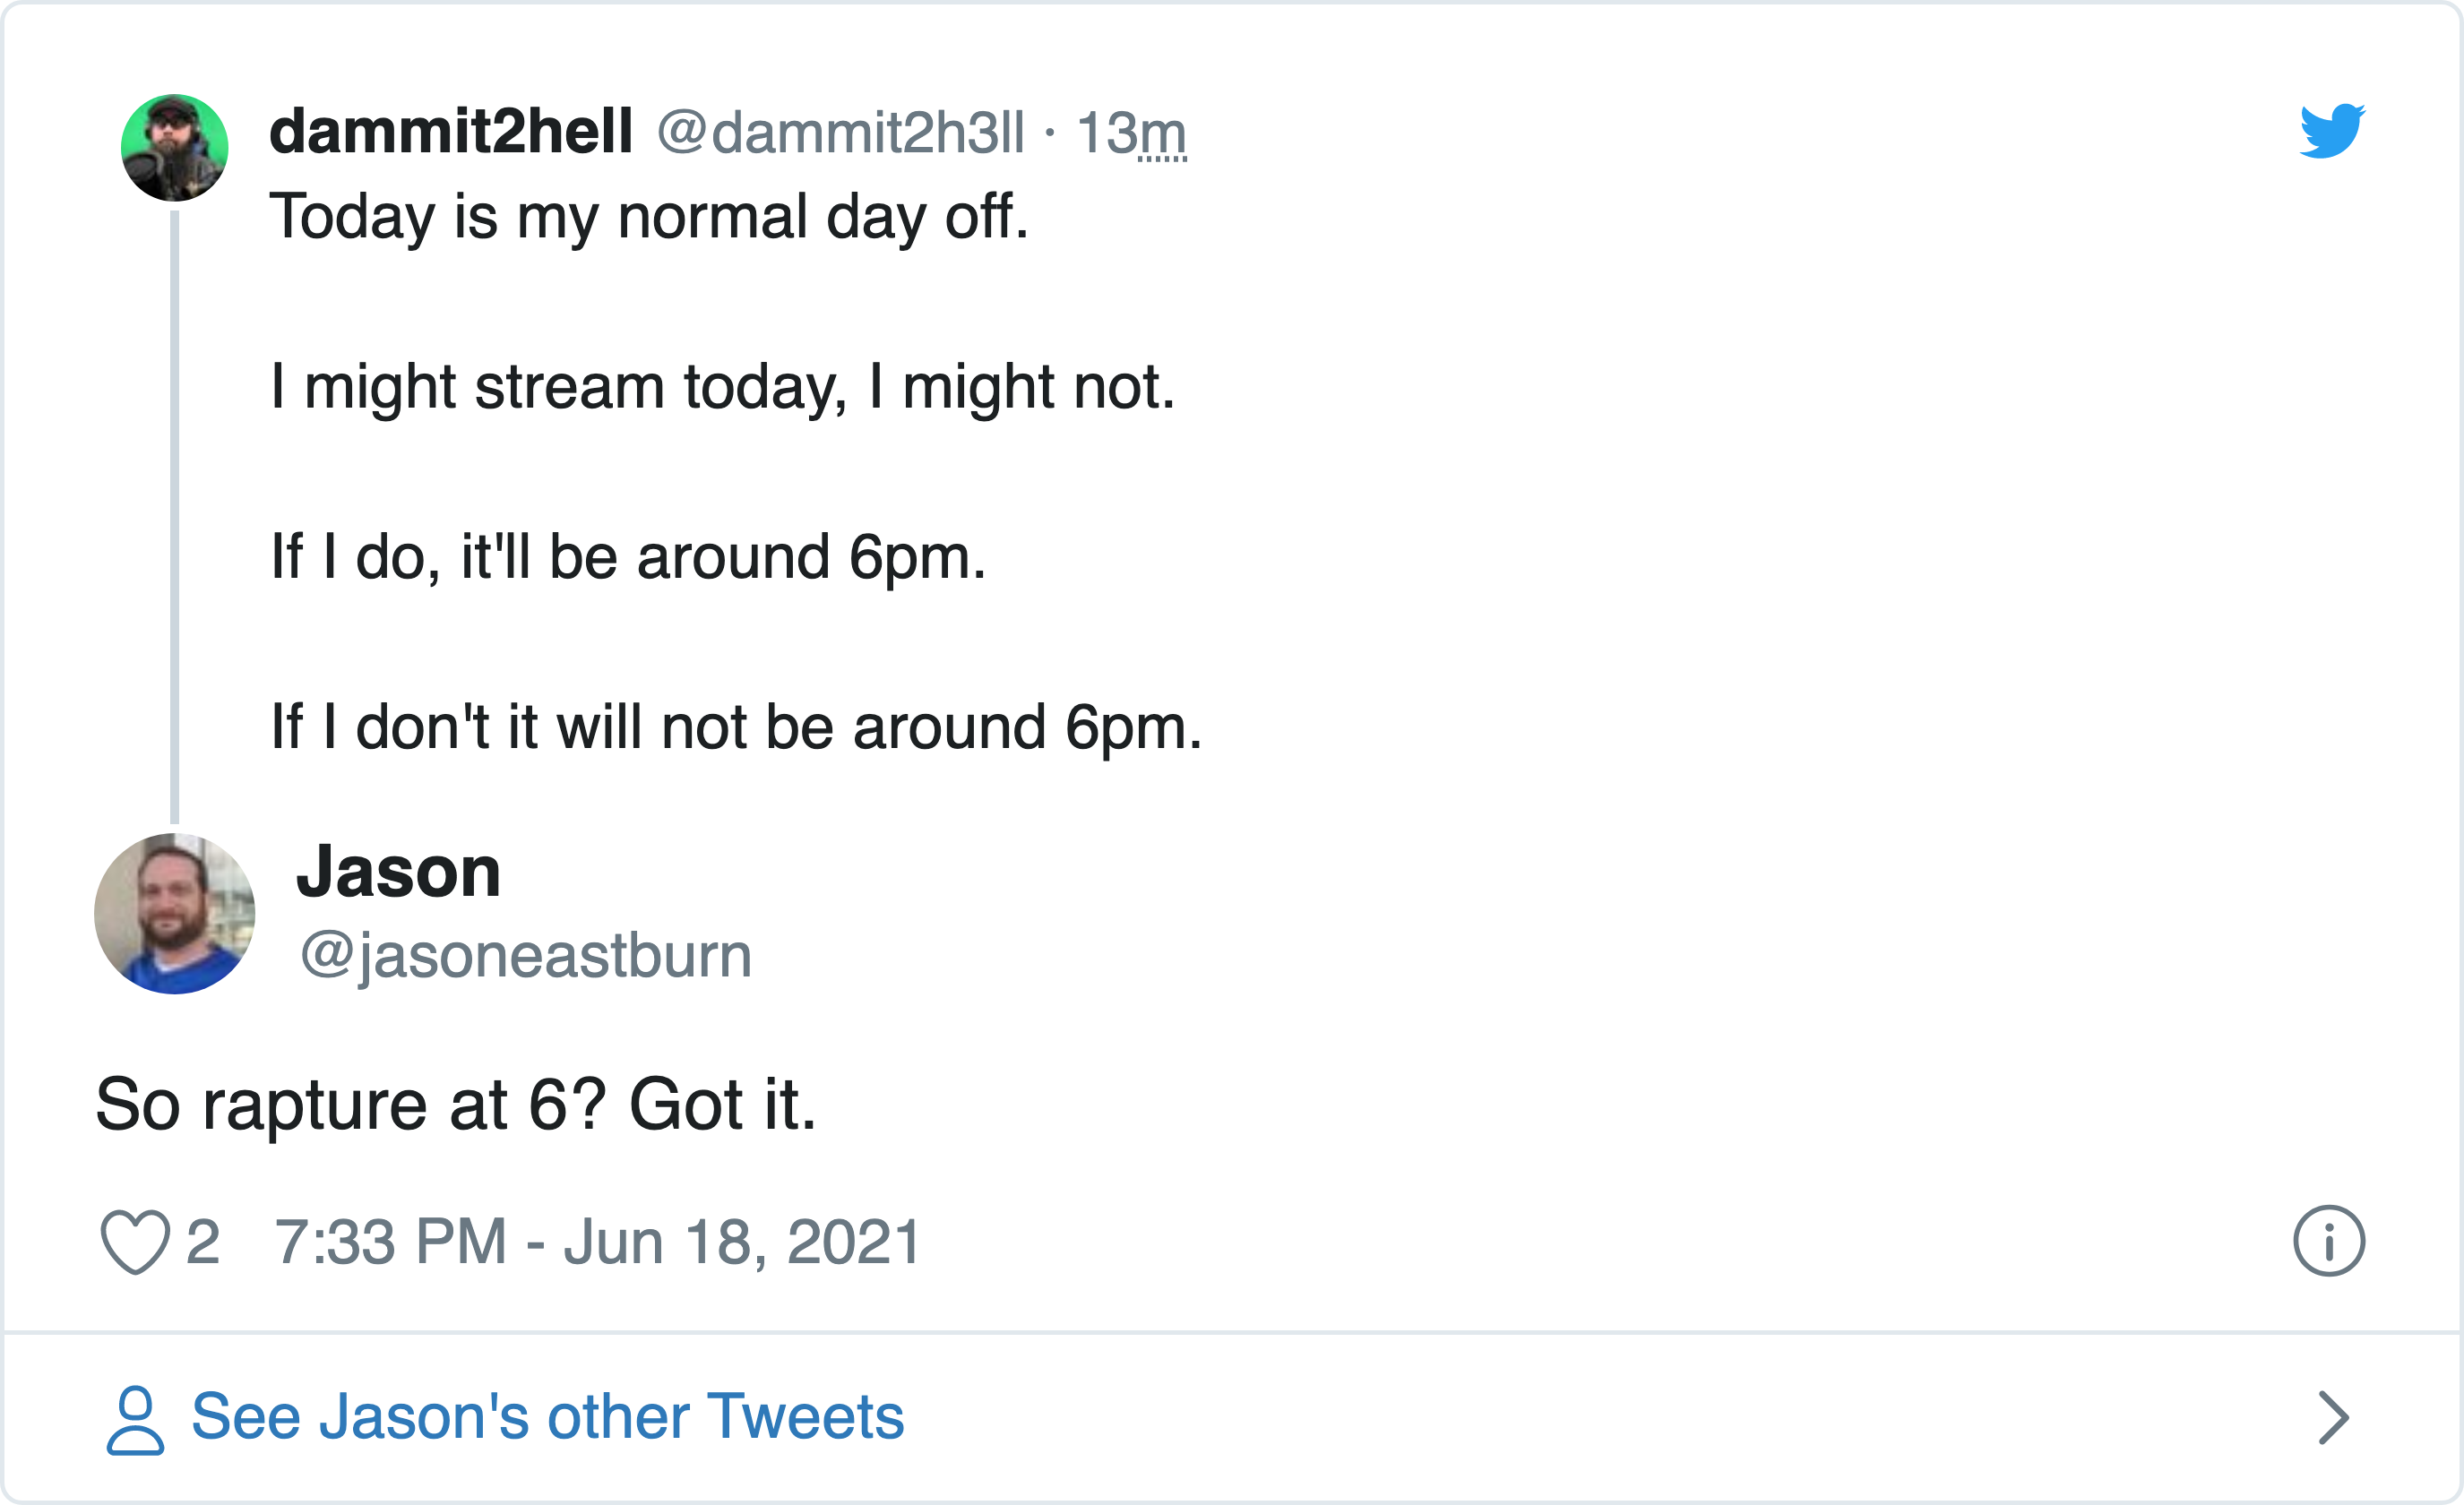 dammit2hell @dammit2h3ll · 13m
Today is my normal day off.
I might stream today, I might not.
If I do, it'll be around 6pm.
If I don't it will not be around 6pm.
Jason
@jasoneastburn
So rapture at 6? Got it.
2 7:33 PM - Jun 18, 2021
See Jason's other Tweets